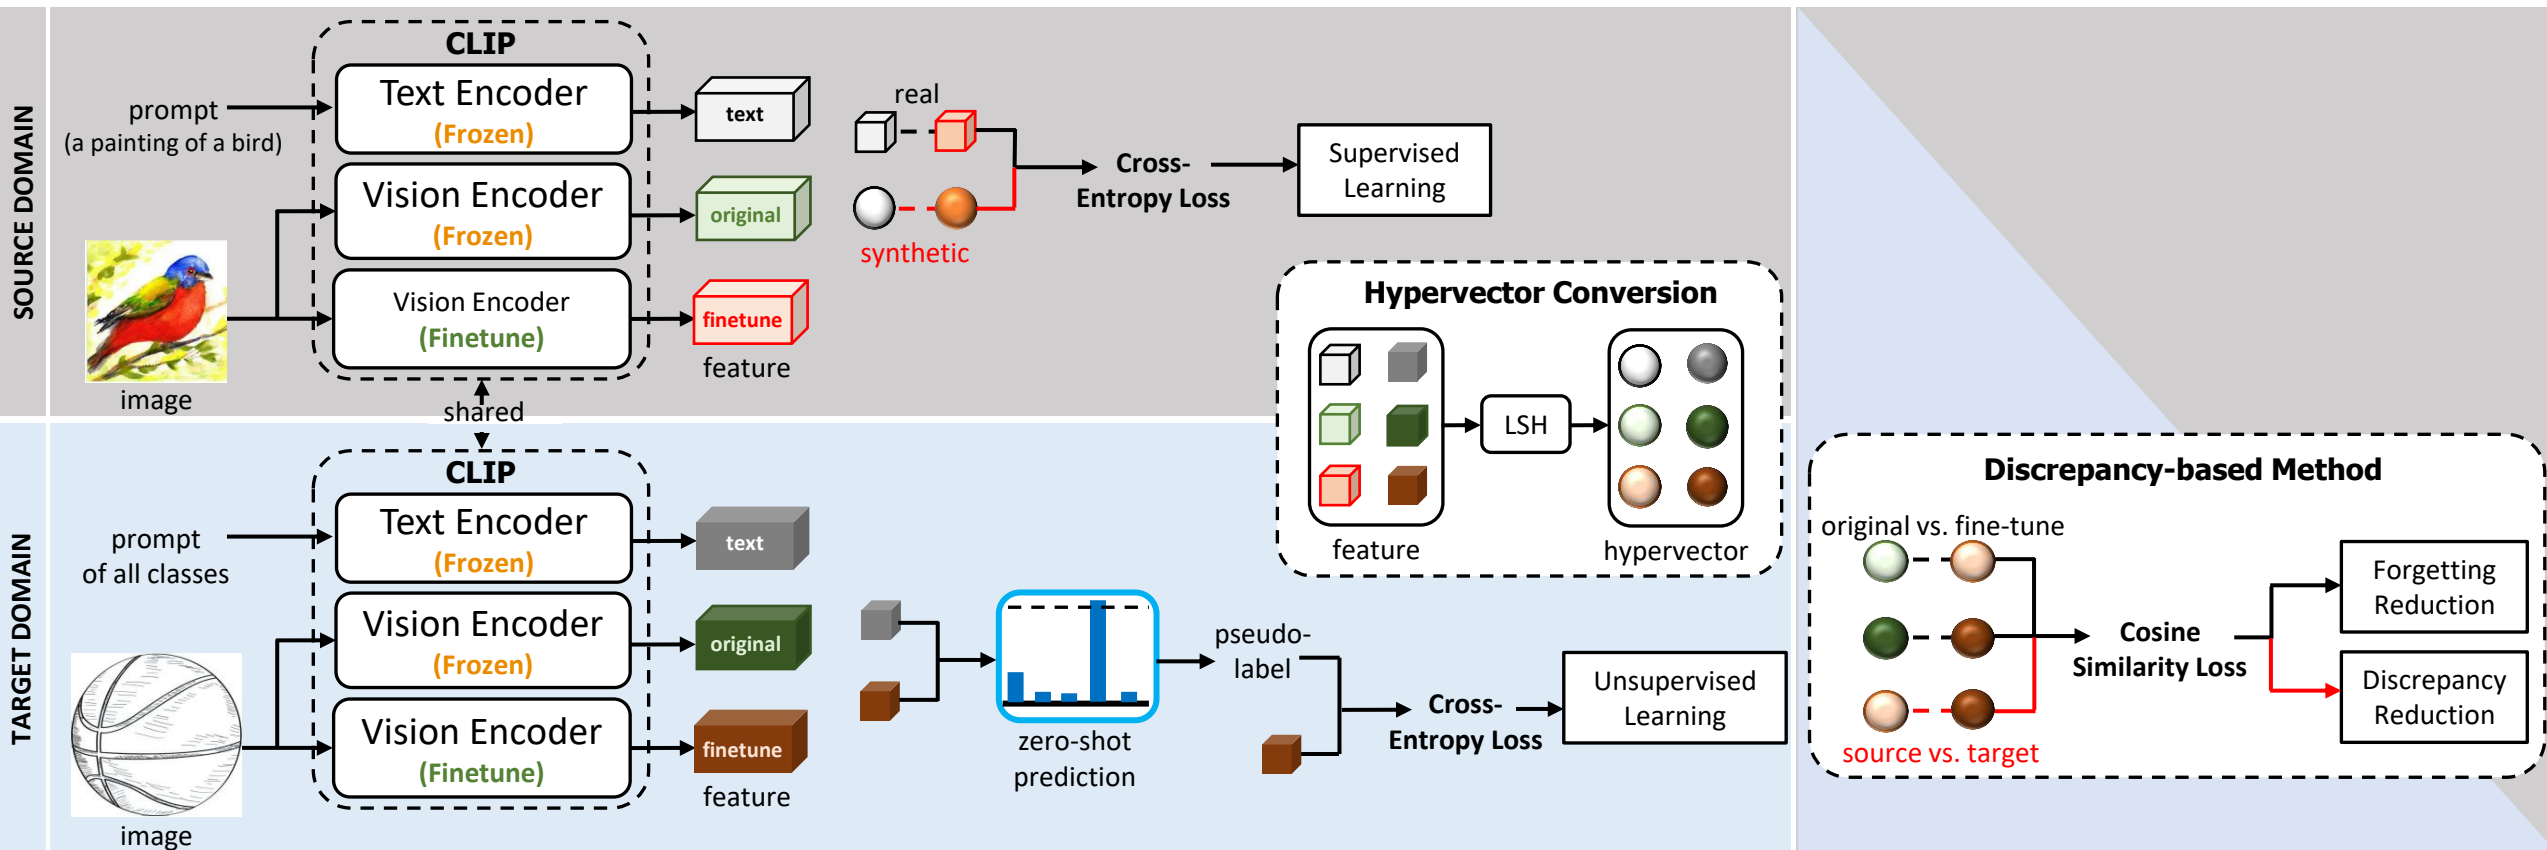 SOURCE DOMAIN
CLIP
prompt
(a painting of a bird)
Text Encoder
(Frozen)
text
Vision Encoder
(Frozen)
original
Vision Encoder
(Finetune)
finetune
feature
image
shared
real
synthetic
Cross-
Entropy Loss
Supervised
Learning
Hypervector Conversion
LSH
feature
hypervector
TARGET DOMAIN
CLIP
prompt
of all classes
Text Encoder
(Frozen)
text
Vision Encoder
(Frozen)
original
Vision Encoder
(Finetune)
finetune
feature
image
zero-shot
prediction
pseudo-
label
Cross-
Entropy Loss
Unsupervised
Learning
Discrepancy-based Method
original vs. fine-tune
source vs. target
Cosine
Similarity Loss
Forgetting
Reduction
Discrepancy
Reduction